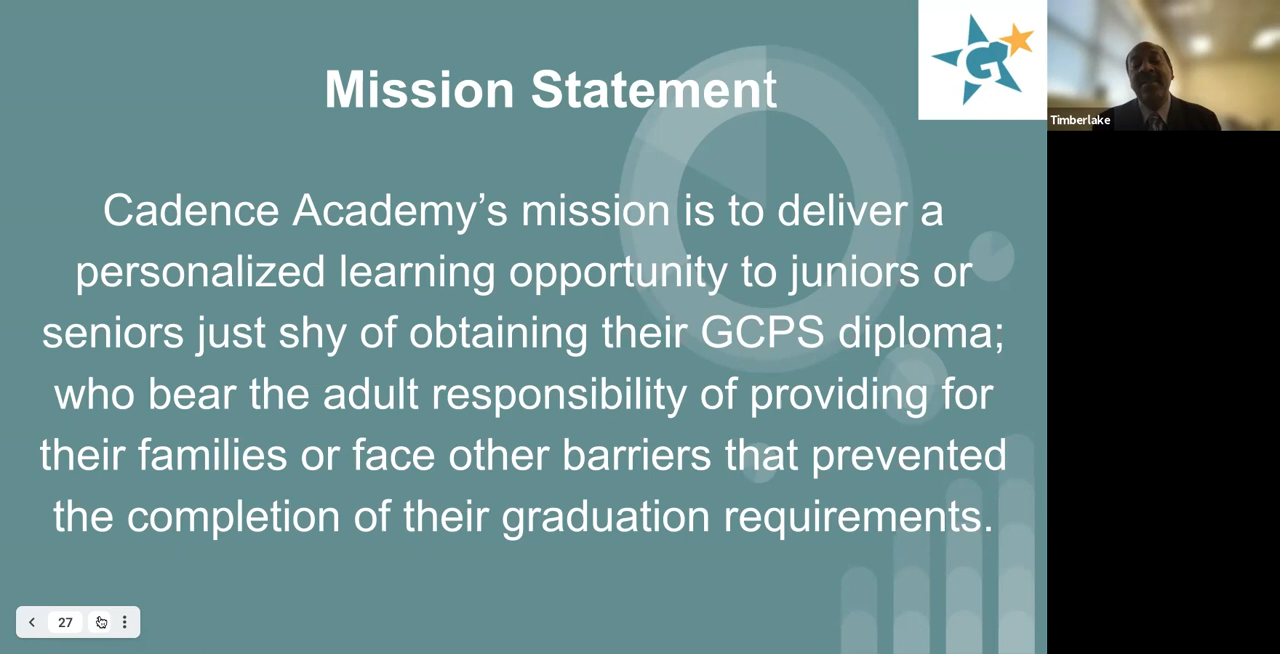 Mission Statement
Timberlake
Cadence Academy’s mission is to deliver a
personalized learning opportunity to juniors or
seniors just shy of obtaining their GCPS diploma;
who bear the adult responsibility of providing for
their families or face other barriers that prevented
the completion of their graduation requirements.
27